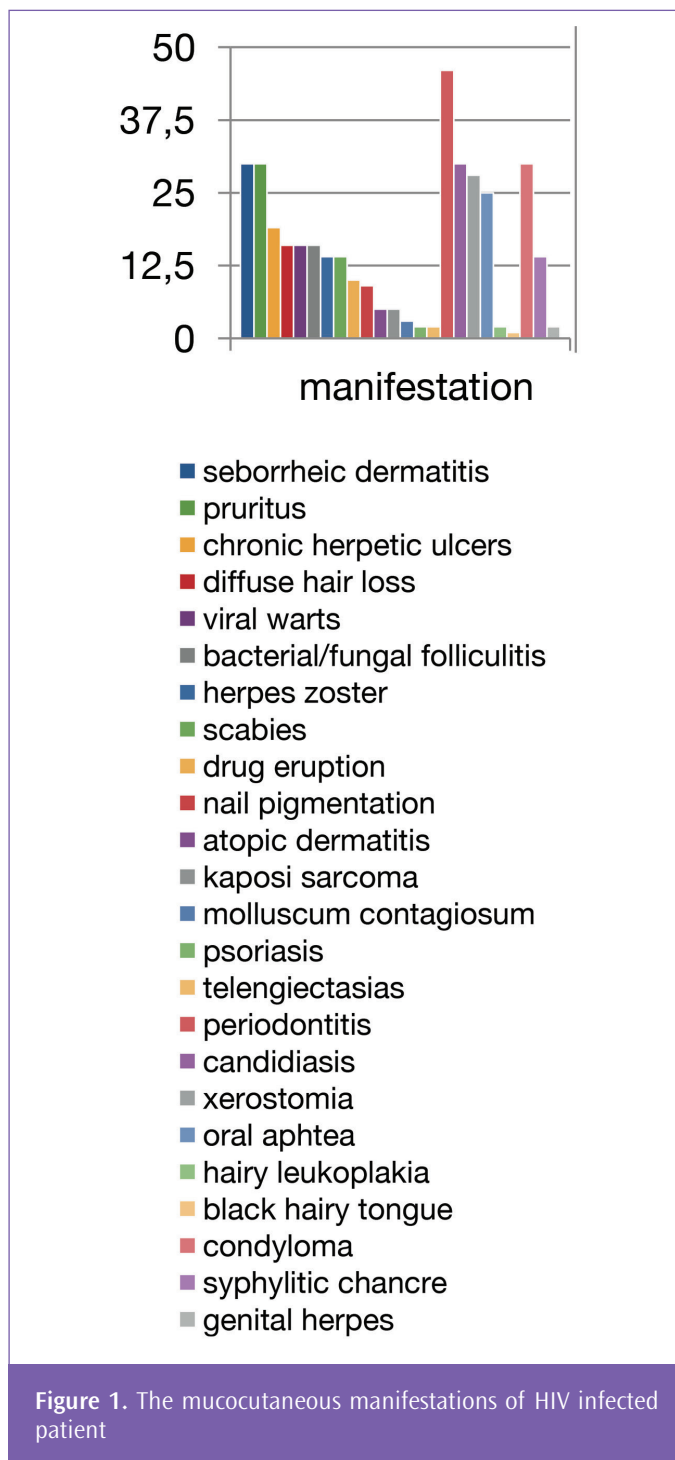 50
37,5
25
12,5
0
manifestation
seborrheic dermatitis
pruritus
chronic herpetic ulcers
diffuse hair loss
viral warts
bacterial/fungal folliculitis
herpes zoster
scabies
drug eruption
nail pigmentation
atopic dermatitis
kaposi sarcoma
molluscum contagiosum
psoriasis
telengiectasias
periodontitis
candidiasis
xerostomia
oral aphtea
hairy leukoplakia
black hairy tongue
condyloma
syphylitic chancre
genital herpes
Figure 1. The mucocutaneous manifestations of HIV infected
patient